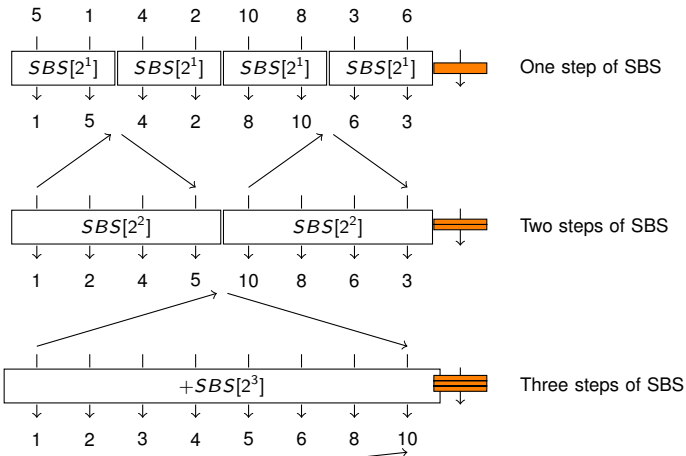 5 1 4 2 10 8 3 6
SBS[2¹] SBS[2¹] SBS[2¹] SBS[2¹] One step of SBS
1 5 4 2 8 10 6 3
SBS[2²] SBS[2²] Two steps of SBS
1 2 4 5 10 8 6 3
+SBS[2³] Three steps of SBS
1 2 3 4 5 6 8 10